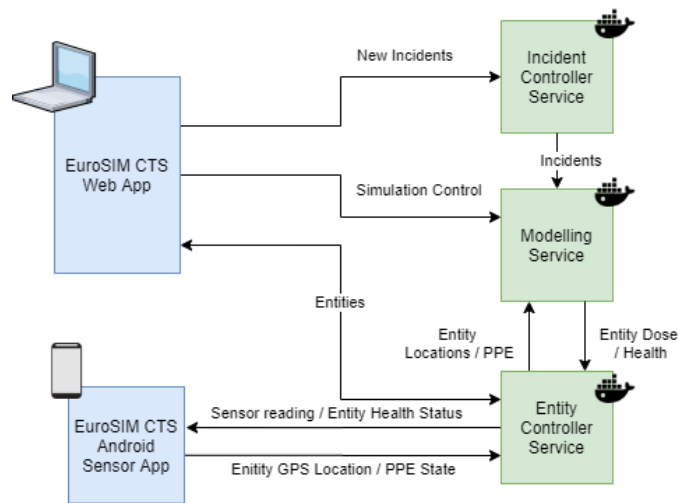 New Incidents
Incident
Controller
Service
EuroSIM CTS
Web App
Incidents
Simulation Control
Modelling
Service
Entities
Entity
Locations / PPE
Entity Dose
/ Health
EuroSIM CTS
Android
Sensor App
Sensor reading / Entity Health Status
Enitity GPS Location / PPE State
Entity
Controller
Service